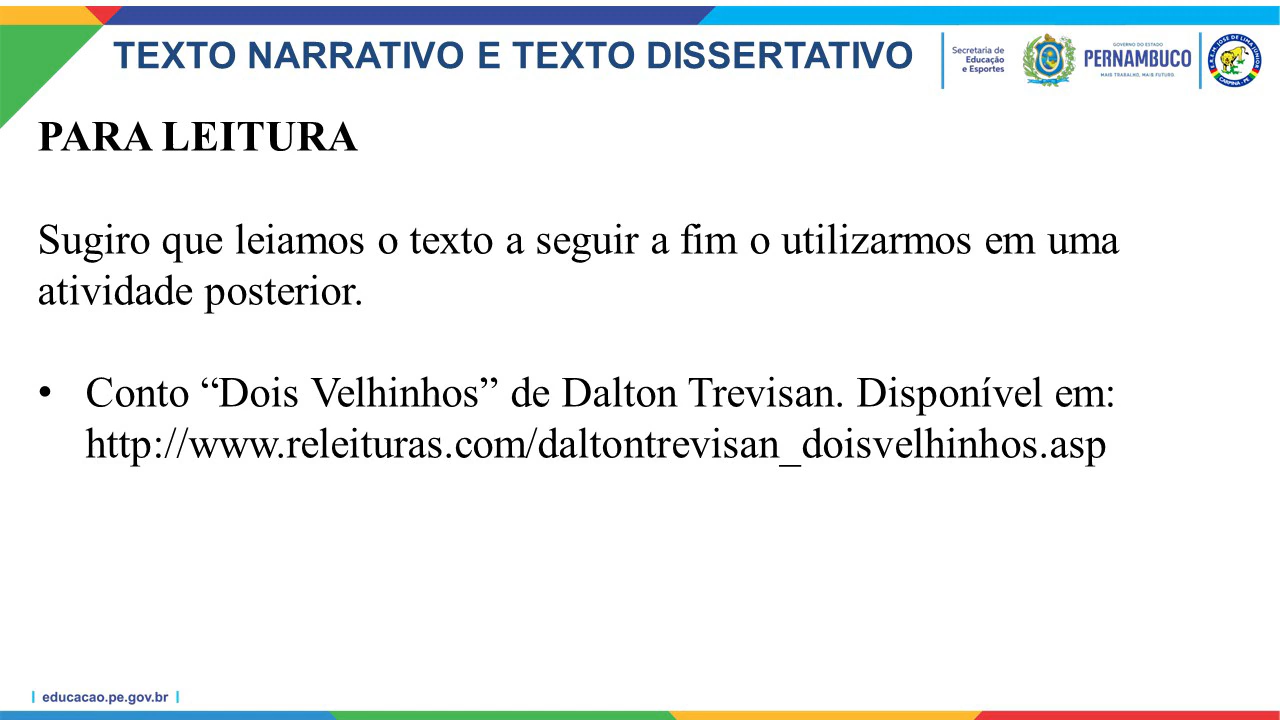 TEXTO NARRATIVO E TEXTO DISSERTATIVO
Secretaria de
Educação
e Esportes
GOVERNO DO ESTADO
PERNAMBUCO
MAIS TRABALHO, MAIS FUTURO.
PARA LEITURA
Sugiro que leiamos o texto a seguir a fim o utilizarmos em uma
atividade posterior.
• Conto “Dois Velhinhos” de Dalton Trevisan. Disponível em:
http://www.releituras.com/daltontrevisan_doisvelhinhos.asp
educacao.pe.gov.br